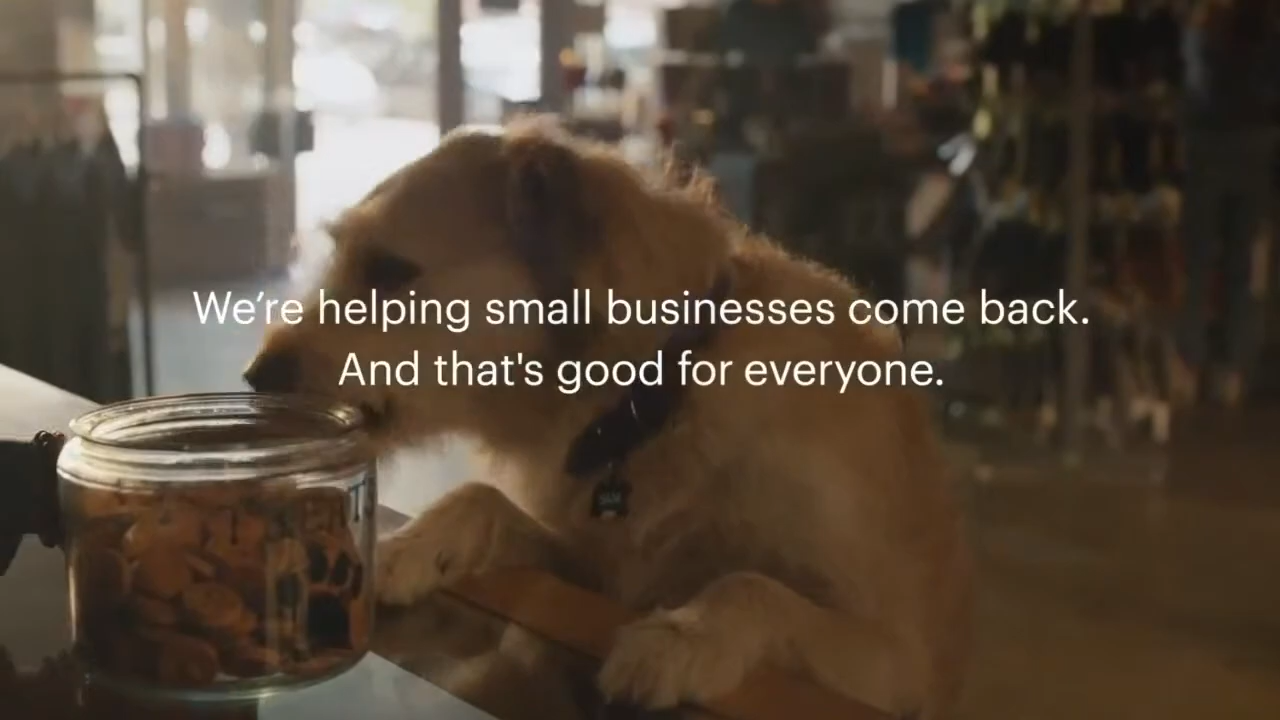 We’re helping small businesses come back.
And that's good for everyone.